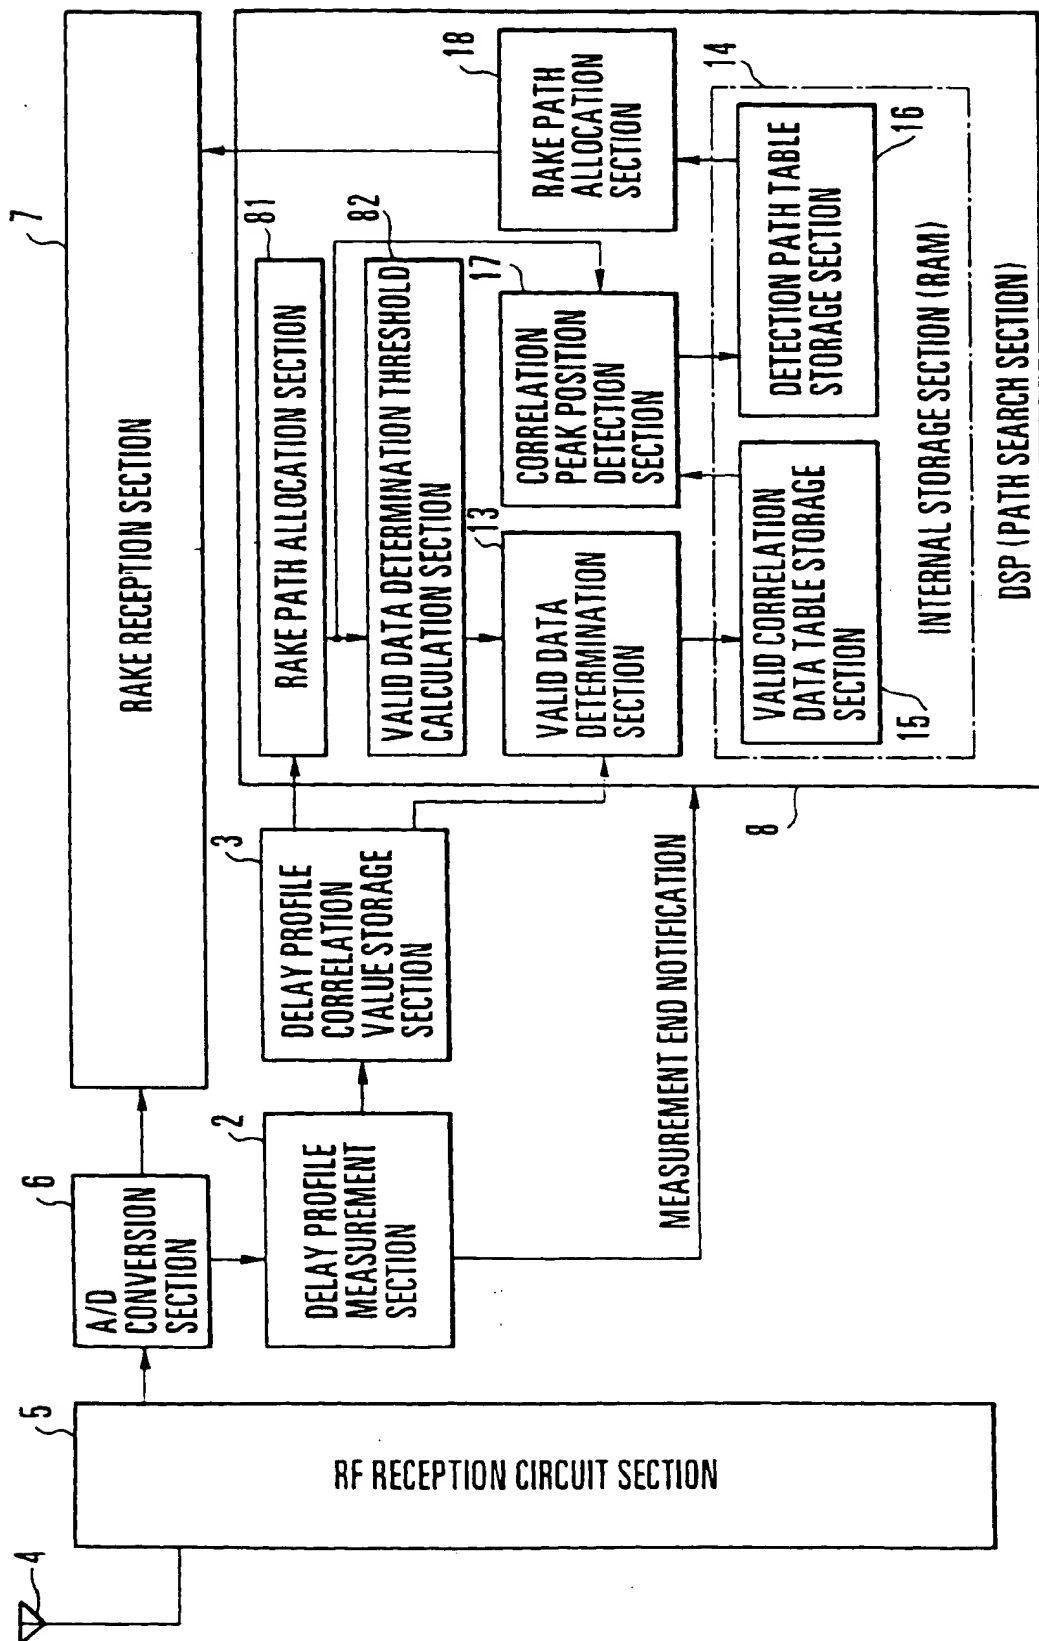 4
5
RF RECEPTION CIRCUIT SECTION
6
A/D
CONVERSION
SECTION
7
RAKE RECEPTION SECTION
2
DELAY PROFILE
MEASUREMENT
SECTION
3
DELAY PROFILE
CORRELATION
VALUE STORAGE
SECTION
MEASUREMENT END NOTIFICATION
8
81
RAKE PATH ALLOCATION SECTION
82
VALID DATA DETERMINATION THRESHOLD
CALCULATION SECTION
13
VALID DATA
DETERMINATION
SECTION
17
CORRELATION
PEAK POSITION
DETECTION
SECTION
18
RAKE PATH
ALLOCATION
SECTION
14
15
VALID CORRELATION
DATA TABLE STORAGE
SECTION
16
DETECTION PATH TABLE
STORAGE SECTION
INTERNAL STORAGE SECTION (RAM)
DSP (PATH SEARCH SECTION)